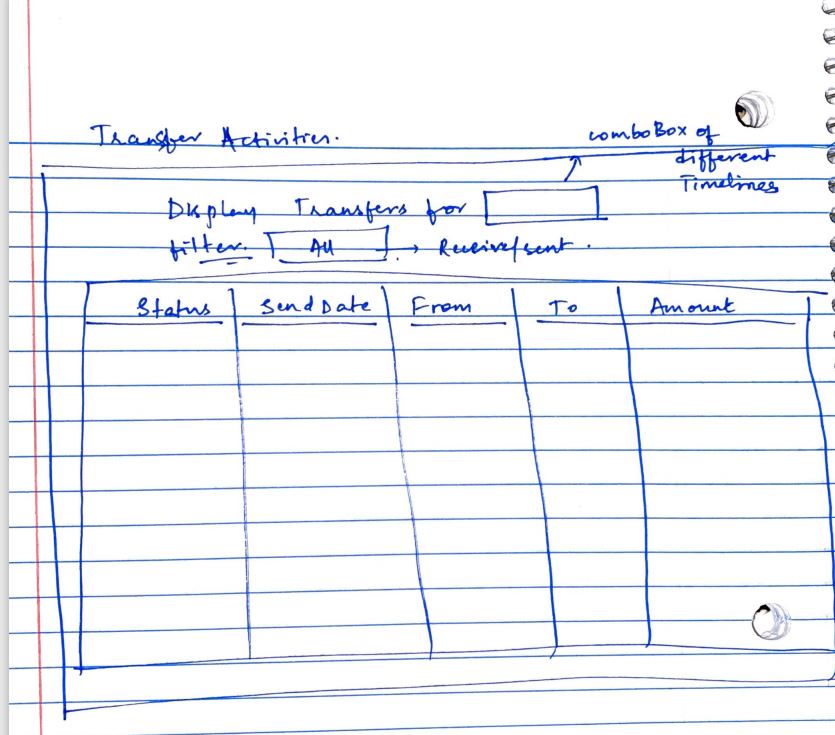 Transfer Activities.
comboBox of
different
Timelines
Display Transfers for
filter. All → Receive/sent.
Status Send Date From To Amount